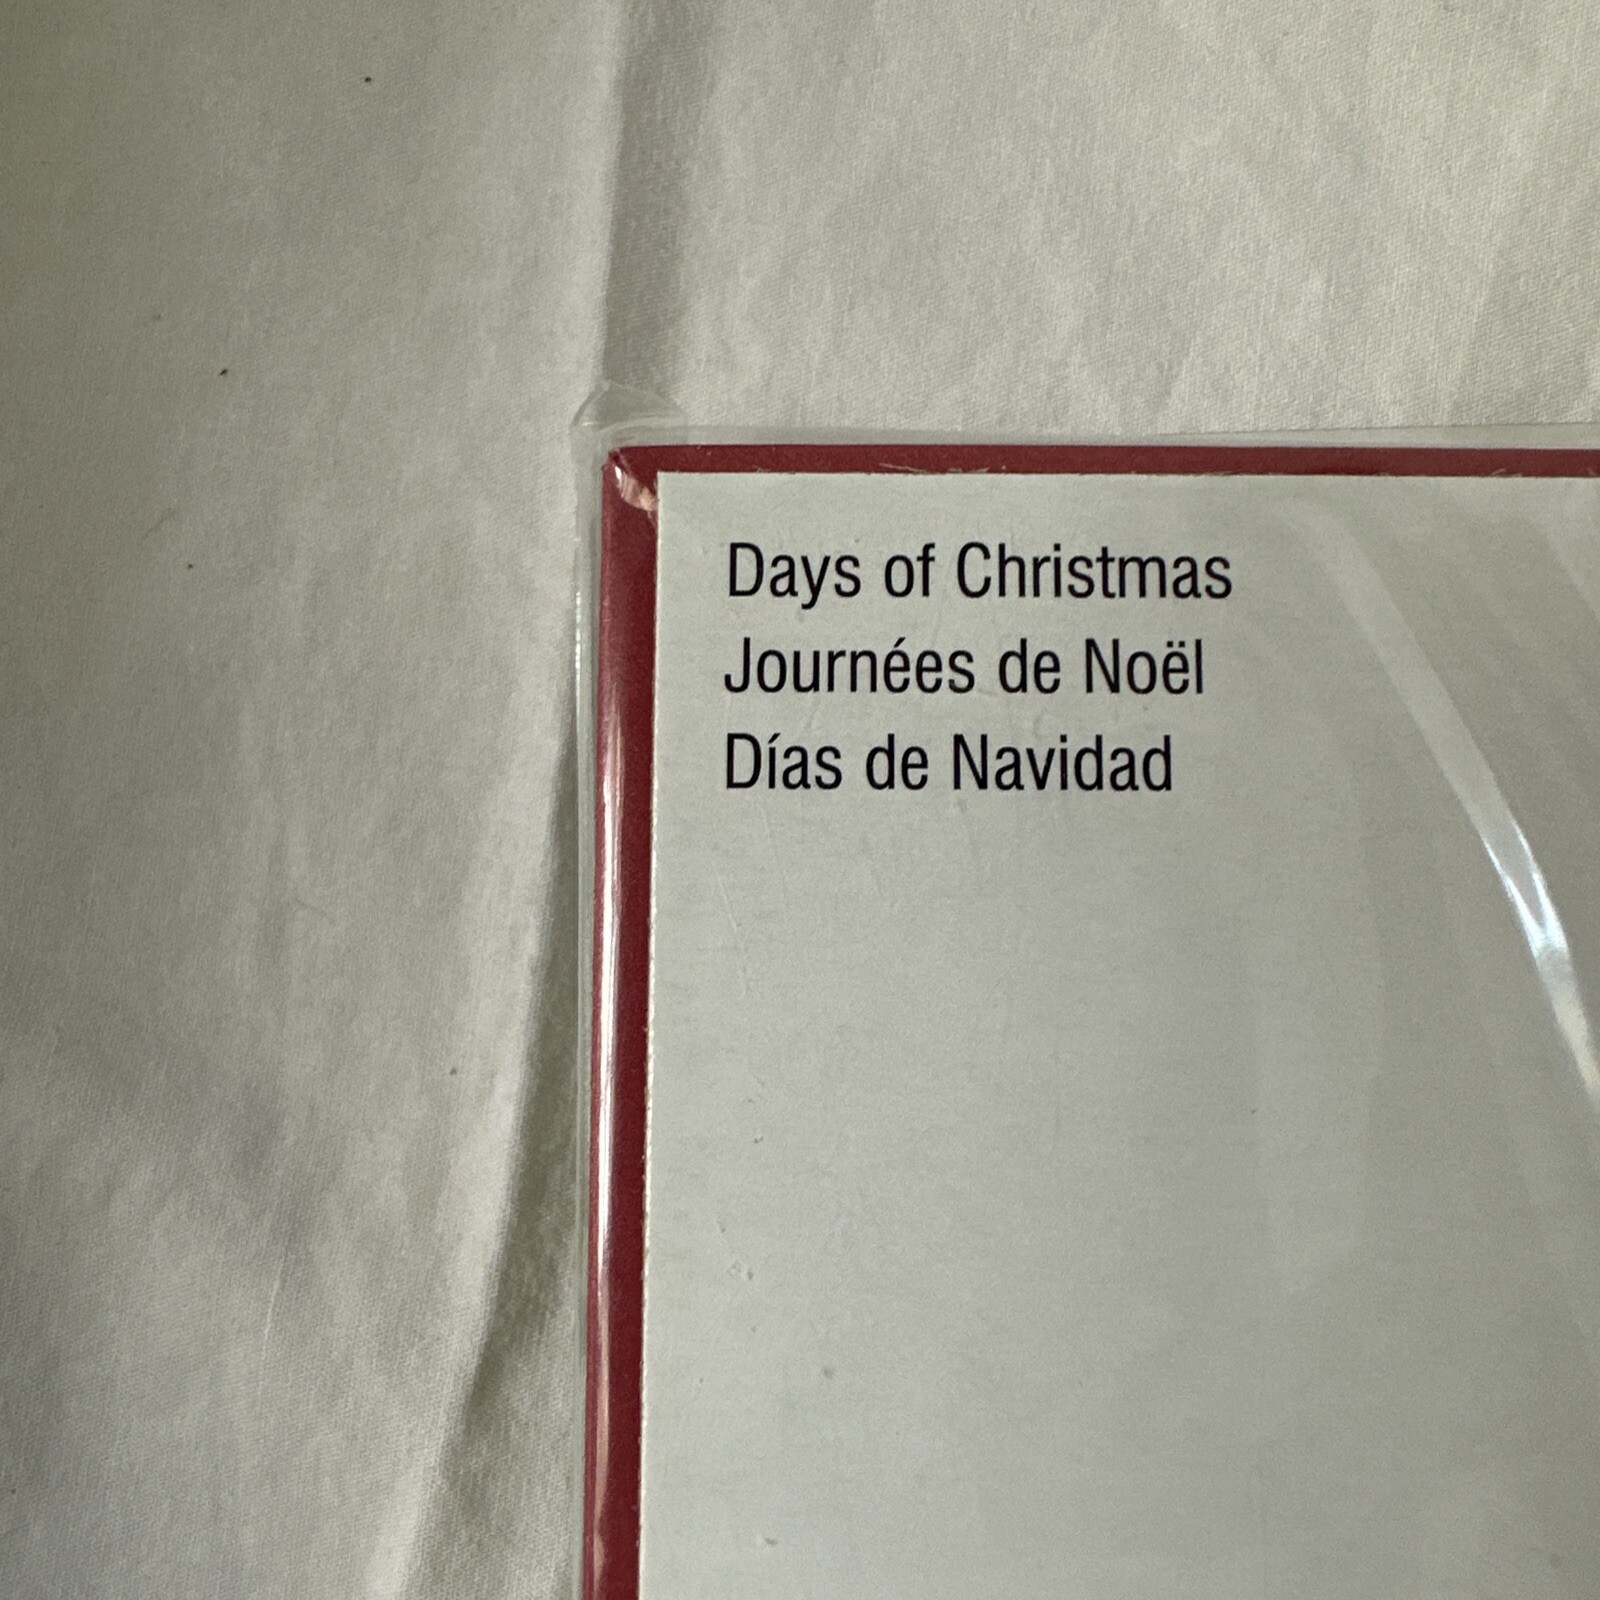 Days of Christmas
Journées de Noël
Días de Navidad